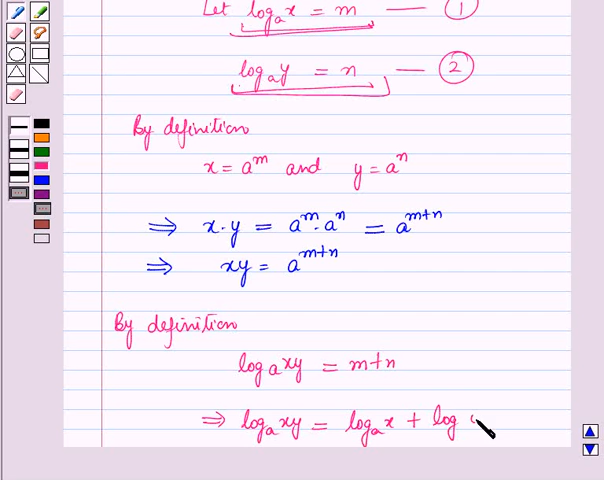 Let logₐx = m — ①
logₐy = n — ②
By definition
x = aᵐ and y = aⁿ
⇒ x·y = aᵐ·aⁿ = aᵐ⁺ⁿ
⇒ xy = aᵐ⁺ⁿ
By definition
logₐxy = m+n
⇒ logₐxy = logₐx + log